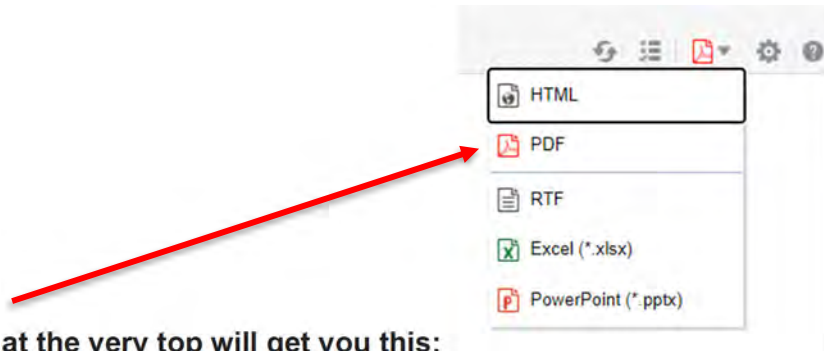 HTML
PDF
RTF
Excel (*.xlsx)
PowerPoint (*.pptx)
at the very top will get you this: